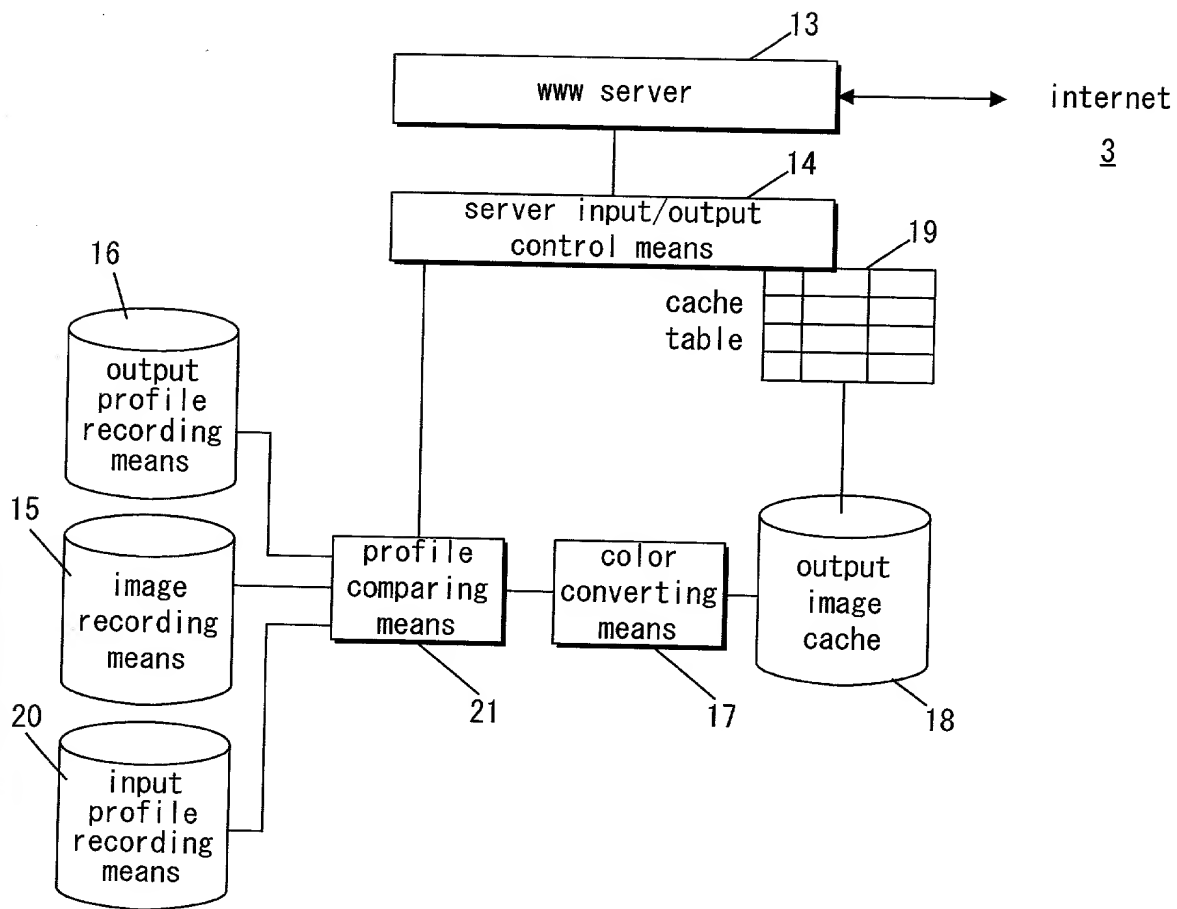 13
www server
internet
3
14
server input/output
control means
19
cache
table
16
output
profile
recording
means
15
image
recording
means
profile
comparing
means
21
color
converting
means
17
output
image
cache
18
20
input
profile
recording
means